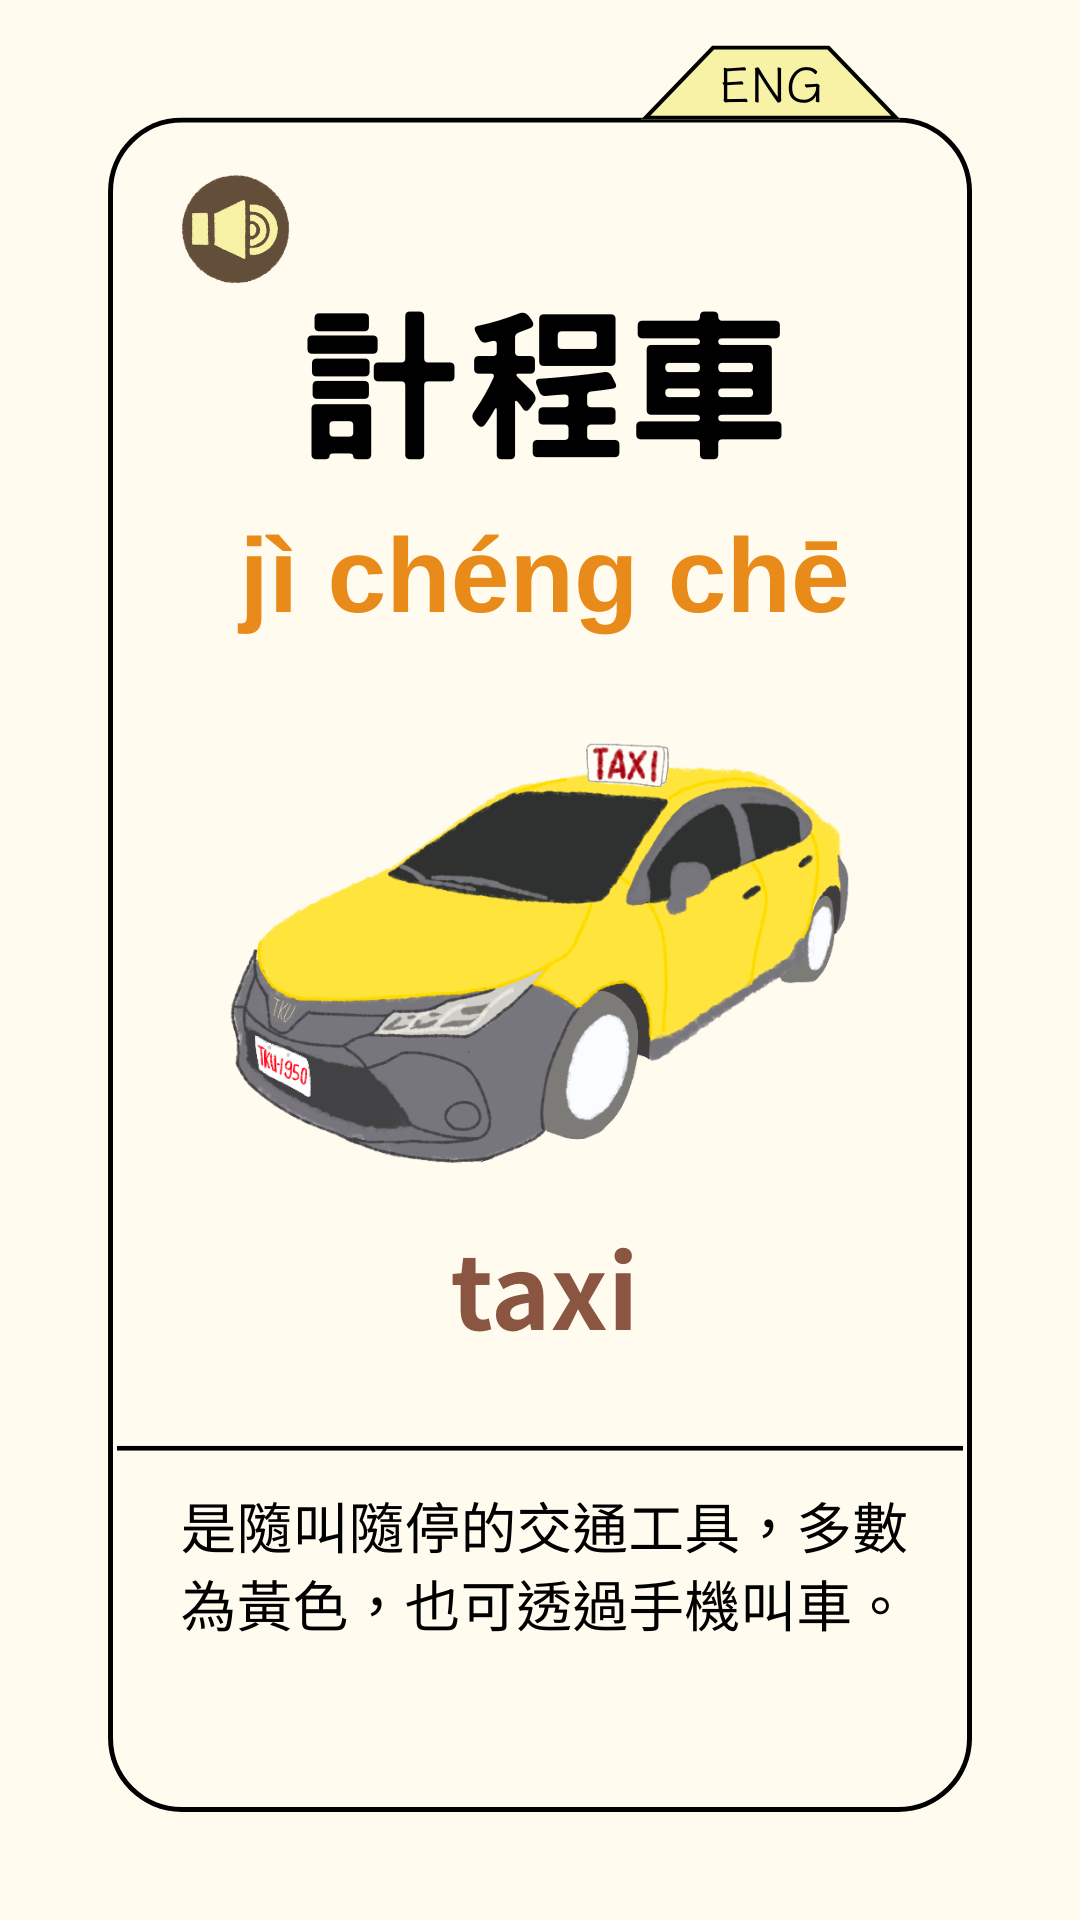 ENG
計程車
jì chéng chē
TAXI
TKU
TKU-1950
taxi
是隨叫隨停的交通工具，多數
為黃色，也可透過手機叫車。